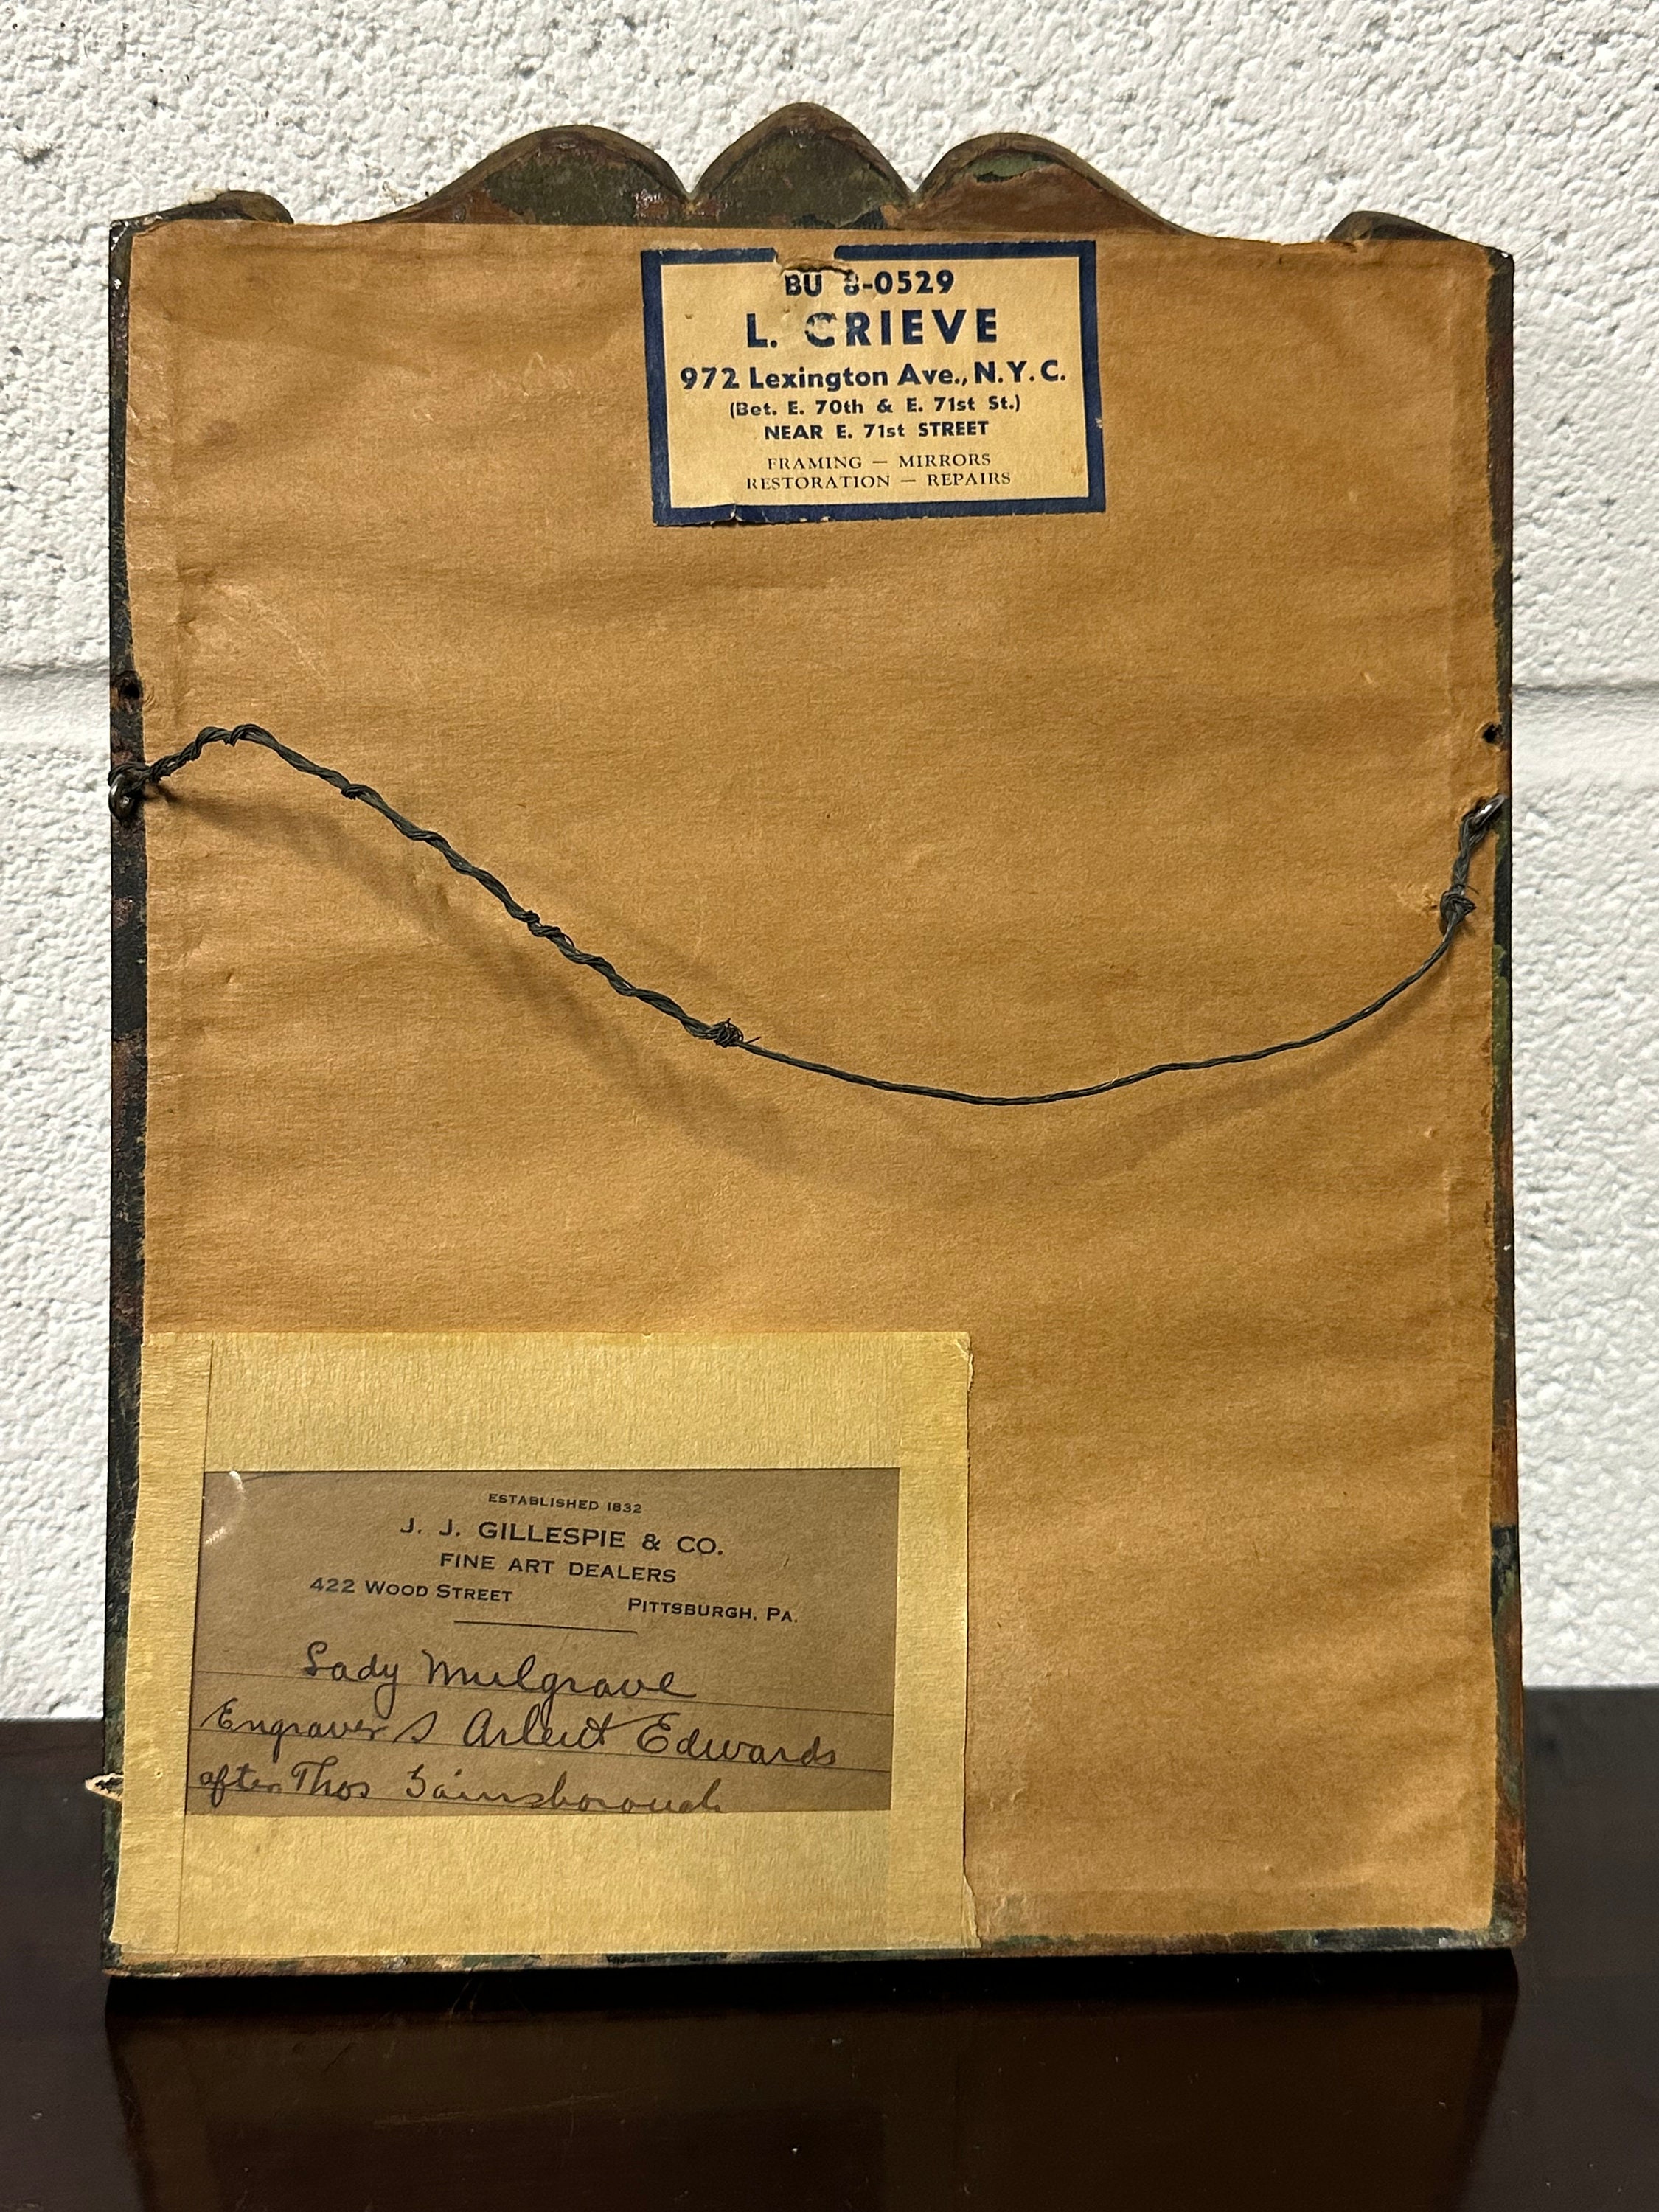 BU 8-0529
L. GRIEVE
972 Lexington Ave., N.Y.C.
(Bet. E. 70th & E. 71st St.)
NEAR E. 71st STREET
FRAMING — MIRRORS
RESTORATION — REPAIRS
ESTABLISHED 1832
J. J. GILLESPIE & CO.
FINE ART DEALERS
422 WOOD STREET PITTSBURGH, PA.
Lady Mulgrave
Engraver S Arlent Edwards
after Thos Gainsborough